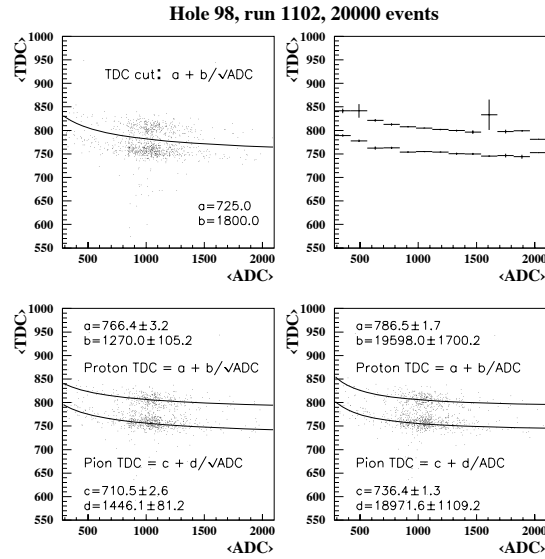 Hole 98, run 1102, 20000 events
‹TDC›
1000
950
900
850
800
750
700
650
600
550
TDC cut: a + b/√ADC
a=725.0
b=1800.0
500 1000 1500 2000
‹ADC›
‹TDC›
1000
950
900
850
800
750
700
650
600
550
500 1000 1500 2000
‹ADC›
‹TDC›
1000
950
900
850
800
750
700
650
600
550
a=766.4±3.2
b=1270.0±105.2
Proton TDC = a + b/√ADC
Pion TDC = c + d/√ADC
c=710.5±2.6
d=1446.1±81.2
500 1000 1500 2000
‹ADC›
‹TDC›
1000
950
900
850
800
750
700
650
600
550
a=786.5±1.7
b=19598.0±1700.2
Proton TDC = a + b/ADC
Pion TDC = c + d/ADC
c=736.4±1.3
d=18971.6±1109.2
500 1000 1500 2000
‹ADC›